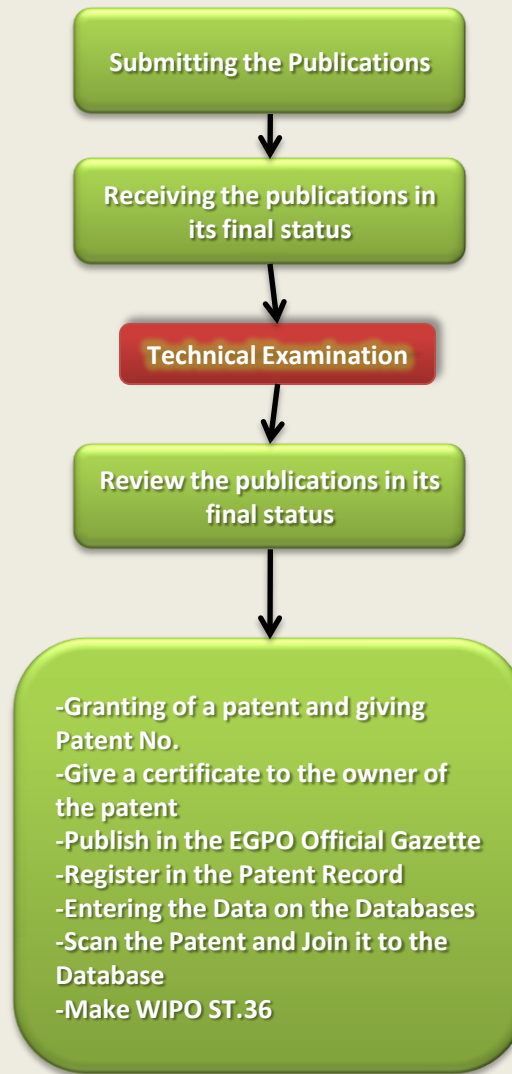 Submitting the Publications
Receiving the publications in
its final status
Technical Examination
Review the publications in its
final status
-Granting of a patent and giving
Patent No.
-Give a certificate to the owner of
the patent
-Publish in the EGPO Official Gazette
-Register in the Patent Record
-Entering the Data on the Databases
-Scan the Patent and Join it to the
Database
-Make WIPO ST.36